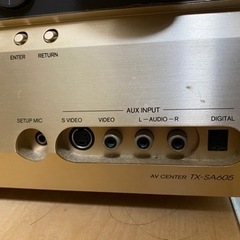 ENTER RETURN
AUX INPUT
SETUP MIC S VIDEO VIDEO L—AUDIO—R DIGITAL
AV CENTER TX-SA605